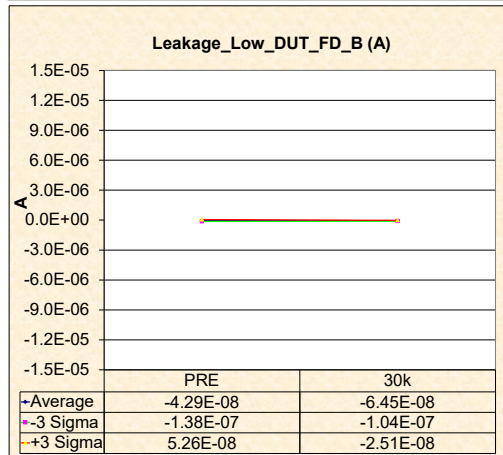 Leakage_Low_DUT_FD_B (A)
1.5E-05
1.2E-05
9.0E-06
6.0E-06
3.0E-06
A
0.0E+00
-3.0E-06
-6.0E-06
-9.0E-06
-1.2E-05
-1.5E-05
PRE 30k
Average -4.29E-08 -6.45E-08
-3 Sigma -1.38E-07 -1.04E-07
+3 Sigma 5.26E-08 -2.51E-08